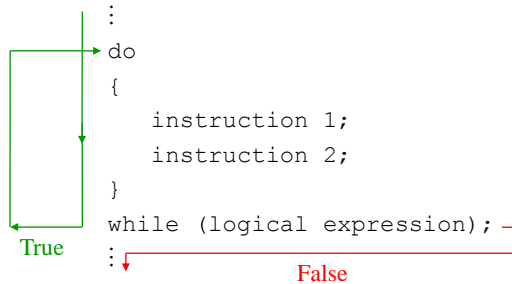 ⋮
do
{
instruction 1;
instruction 2;
}
while (logical expression);
True
⋮
False